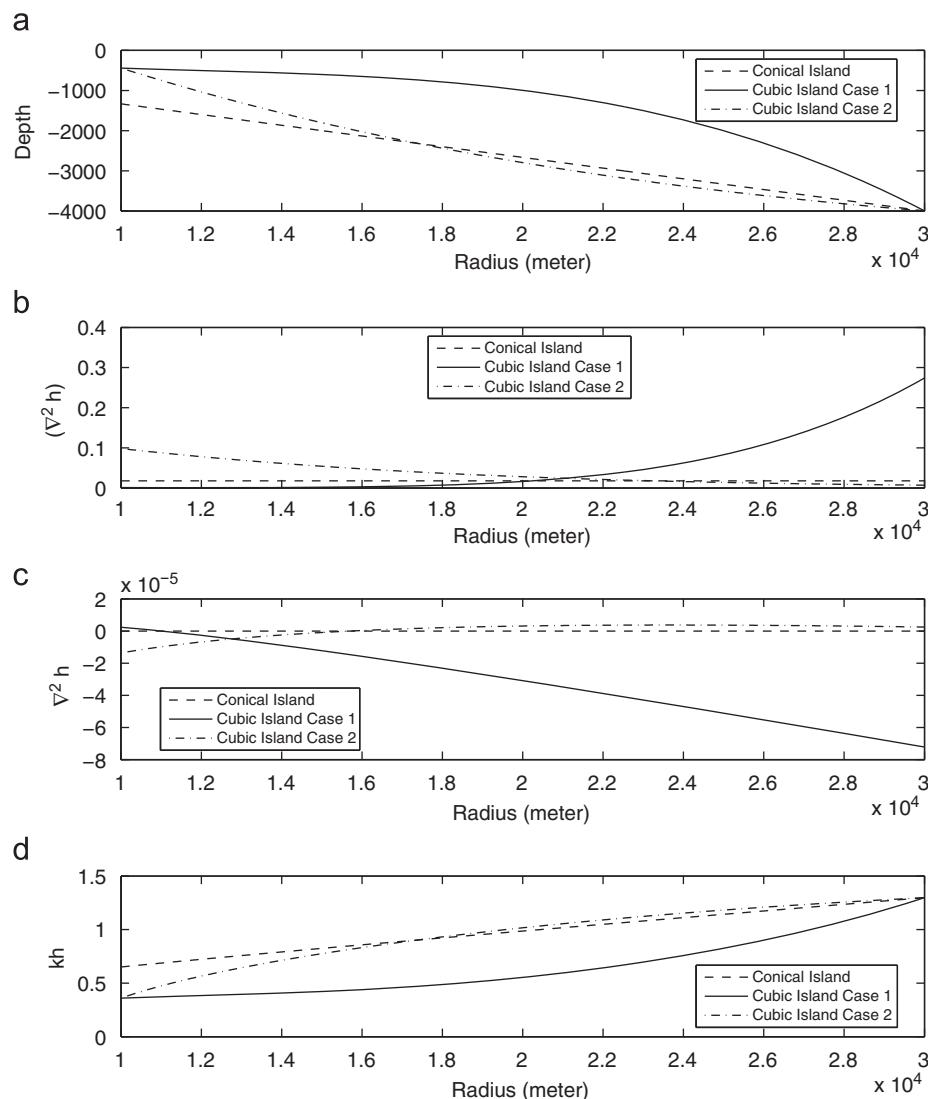 a
0
−1000
−2000
−3000
−4000
Depth
Conical Island
Cubic Island Case 1
Cubic Island Case 2
1 1.2 1.4 1.6 1.8 2 2.2 2.4 2.6 2.8 3
Radius (meter)
x 10⁴
b
0.4
0.3
0.2
0.1
0
(∇² h)
Conical Island
Cubic Island Case 1
Cubic Island Case 2
1 1.2 1.4 1.6 1.8 2 2.2 2.4 2.6 2.8 3
Radius (meter)
x 10⁴
c
x 10⁻⁵
2
0
−2
−4
−6
−8
∇² h
Conical Island
Cubic Island Case 1
Cubic Island Case 2
1 1.2 1.4 1.6 1.8 2 2.2 2.4 2.6 2.8 3
Radius (meter)
x 10⁴
d
1.5
1
0.5
0
kh
Conical Island
Cubic Island Case 1
Cubic Island Case 2
1 1.2 1.4 1.6 1.8 2 2.2 2.4 2.6 2.8 3
Radius (meter)
x 10⁴